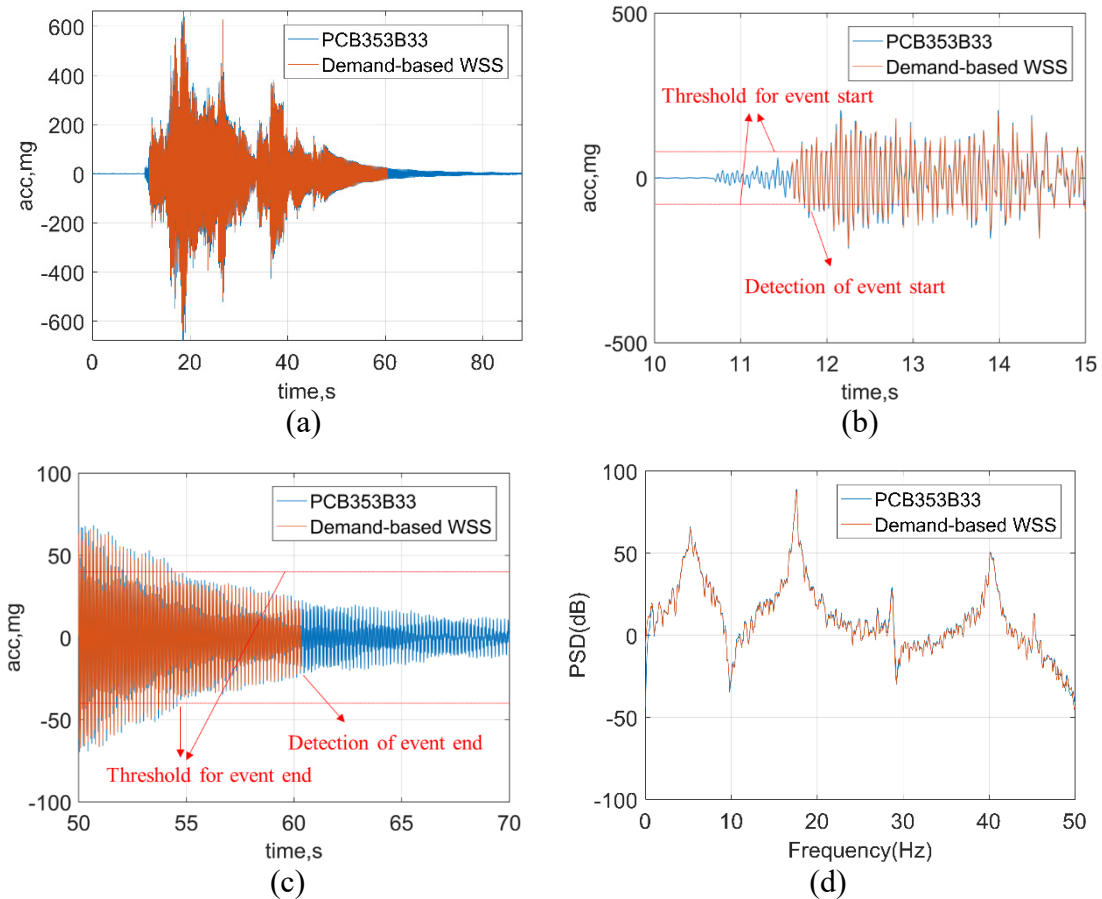 600
400
200
0
-200
-400
-600
acc,mg
PCB353B33
Demand-based WSS
0 20 40 60 80
time,s
(a)
500
0
-500
acc,mg
PCB353B33
Demand-based WSS
Threshold for event start
Detection of event start
10 11 12 13 14 15
time,s
(b)
100
50
0
-50
-100
acc,mg
PCB353B33
Demand-based WSS
Detection of event end
Threshold for event end
50 55 60 65 70
time,s
(c)
100
50
0
-50
-100
PSD(dB)
PCB353B33
Demand-based WSS
0 10 20 30 40 50
Frequency(Hz)
(d)